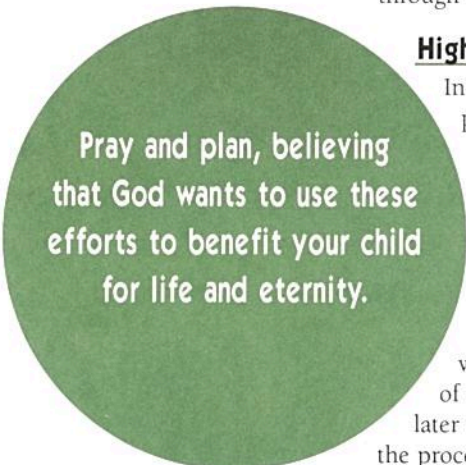 through
High
In
Pray and plan, believing
that God wants to use these
efforts to benefit your child
for life and eternity.
of
later
the proce